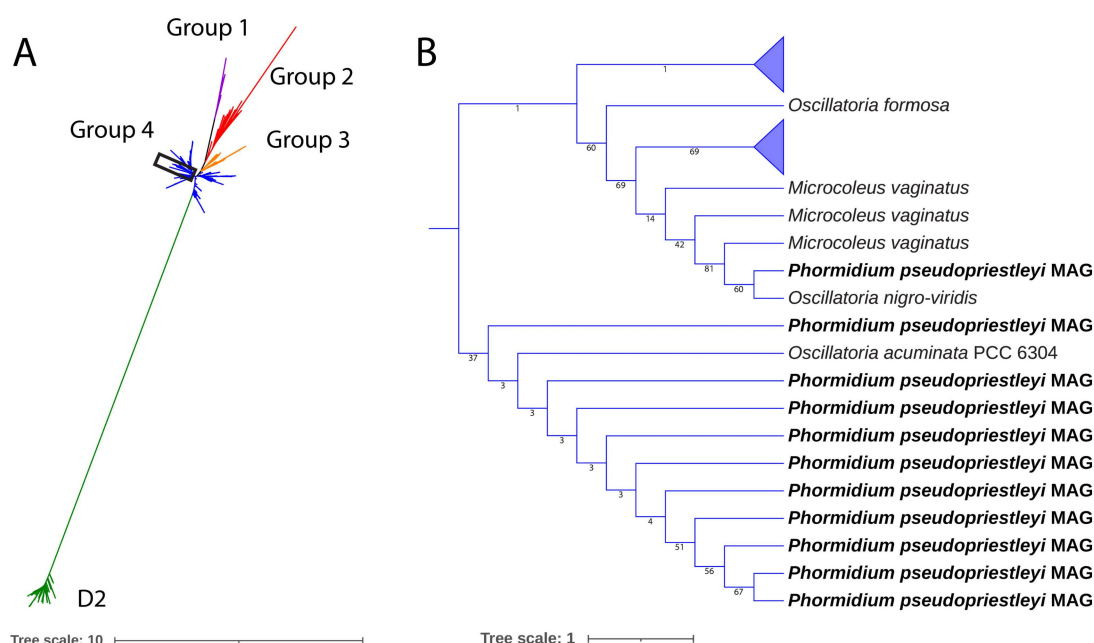 A
Group 1
Group 2
Group 4
Group 3
D2
Tree scale: 10
B
1
1
Oscillatoria formosa
60
69
69
Microcoleus vaginatus
14
Microcoleus vaginatus
42
Microcoleus vaginatus
81
Phormidium pseudopriestleyi MAG
60
Oscillatoria nigro-viridis
Phormidium pseudopriestleyi MAG
37
Oscillatoria acuminata PCC 6304
3
Phormidium pseudopriestleyi MAG
3
Phormidium pseudopriestleyi MAG
3
Phormidium pseudopriestleyi MAG
3
Phormidium pseudopriestleyi MAG
3
Phormidium pseudopriestleyi MAG
4
Phormidium pseudopriestleyi MAG
51
Phormidium pseudopriestleyi MAG
56
Phormidium pseudopriestleyi MAG
67
Phormidium pseudopriestleyi MAG
Tree scale: 1